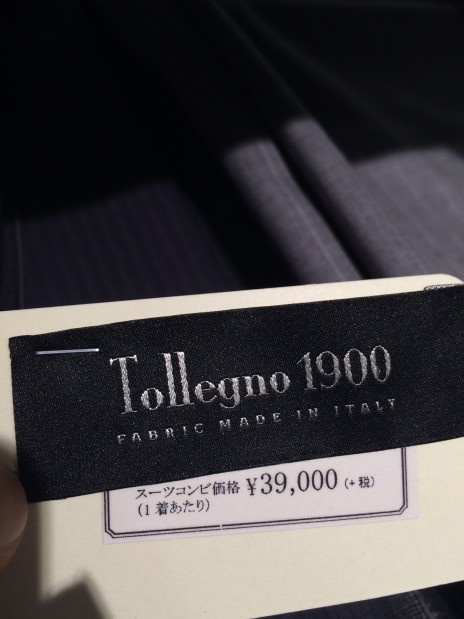 Tollegno 1900
FABRIC MADE IN ITALY
スーツコンビ価格 ¥39,000 (+税)
(1着あたり)